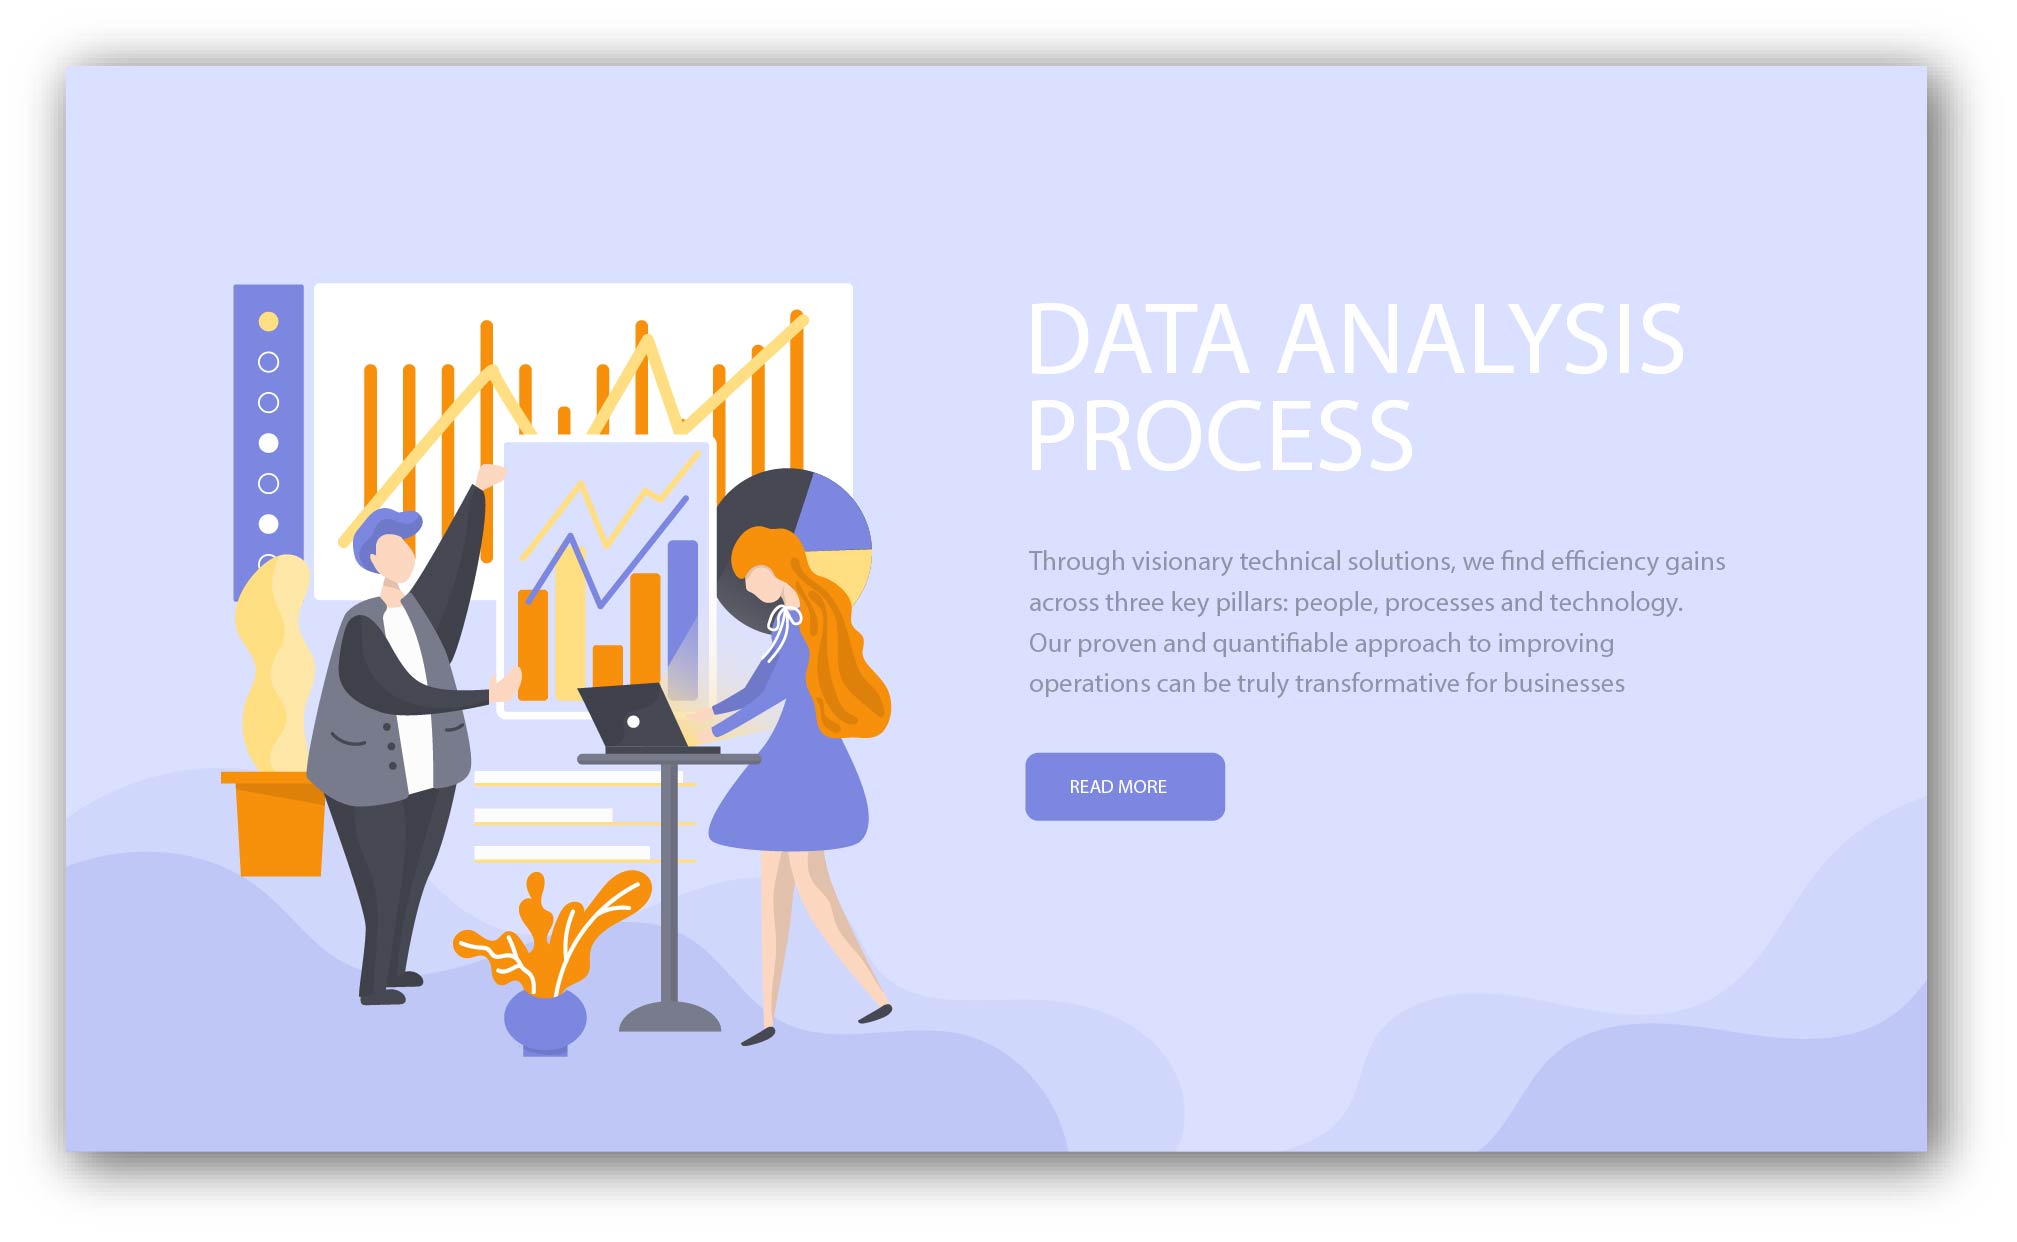 DATA ANALYSIS
PROCESS
Through visionary technical solutions, we find efficiency gains
across three key pillars: people, processes and technology.
Our proven and quantifiable approach to improving
operations can be truly transformative for businesses
READ MORE